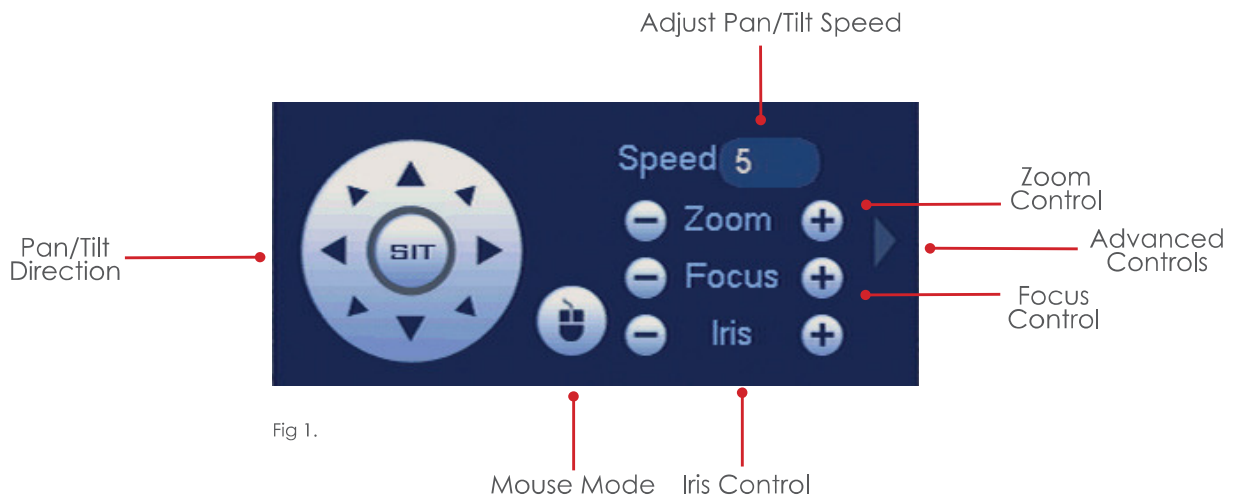 Adjust Pan/Tilt Speed
Speed 5
Zoom
Control
Zoom
Pan/Tilt
Direction
SIT
Advanced
Controls
Focus
Focus
Control
Iris
Fig 1.
Mouse Mode
Iris Control